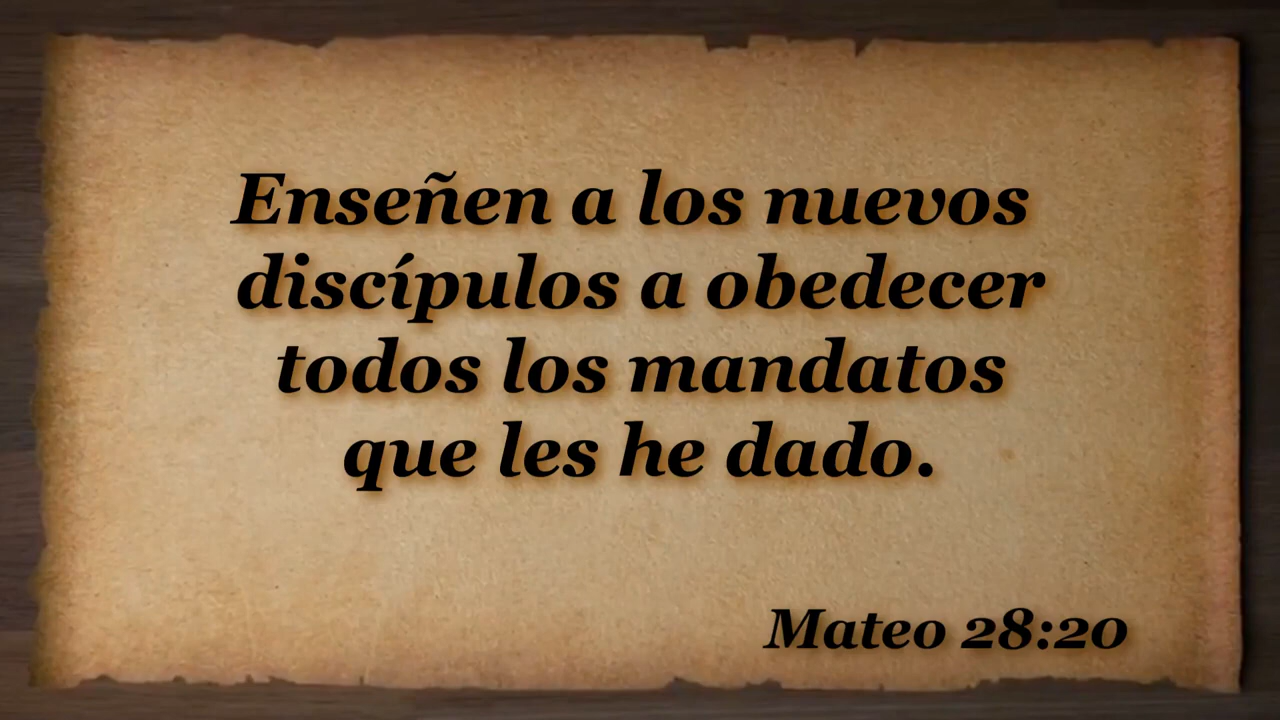 Enseñen a los nuevos
discípulos a obedecer
todos los mandatos
que les he dado.
Mateo 28:20